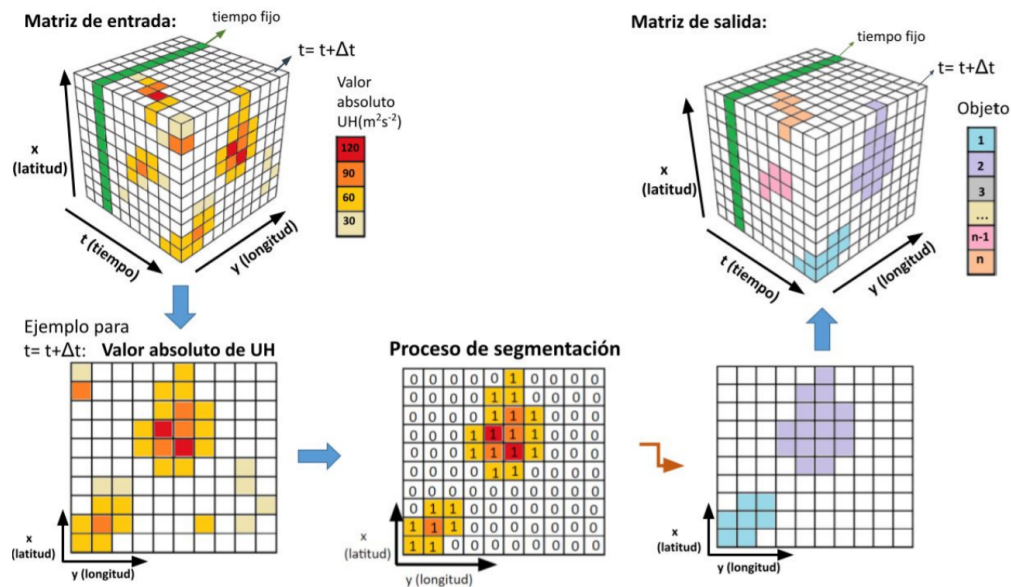 Matriz de entrada:
tiempo fijo
t= t+Δt
x
(latitud)
t (tiempo)
y (longitud)
Valor
absoluto
UH(m²s⁻²)
120
90
60
30
Matriz de salida:
tiempo fijo
t= t+Δt
x
(latitud)
t (tiempo)
y (longitud)
Objeto
1
2
3
...
n-1
n
Ejemplo para
t= t+Δt: Valor absoluto de UH
x
(latitud)
y (longitud)
Proceso de segmentación
0 0 0 0 0 1 0 0 0 0
0 0 0 0 1 1 0 0 0 0
0 0 0 0 1 1 1 0 0 0
0 0 0 1 1 1 1 0 0 0
0 0 0 1 1 1 1 0 0 0
0 0 0 0 1 1 0 0 0 0
0 0 0 0 0 0 0 0 0 0
0 1 1 0 0 0 0 0 0 0
1 1 1 0 0 0 0 0 0 0
1 1 0 0 0 0 0 0 0 0
x
(latitud)
y (longitud)
x
(latitud)
y (longitud)